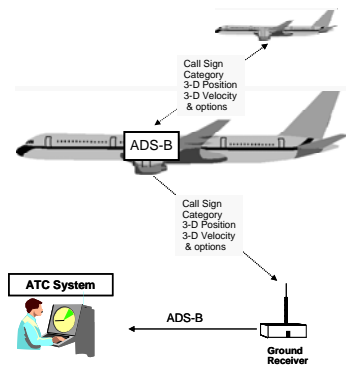 Call Sign
Category
3-D Position
3-D Velocity
& options
ADS-B
Call Sign
Category
3-D Position
3-D Velocity
& options
ATC System
ADS-B
Ground
Receiver